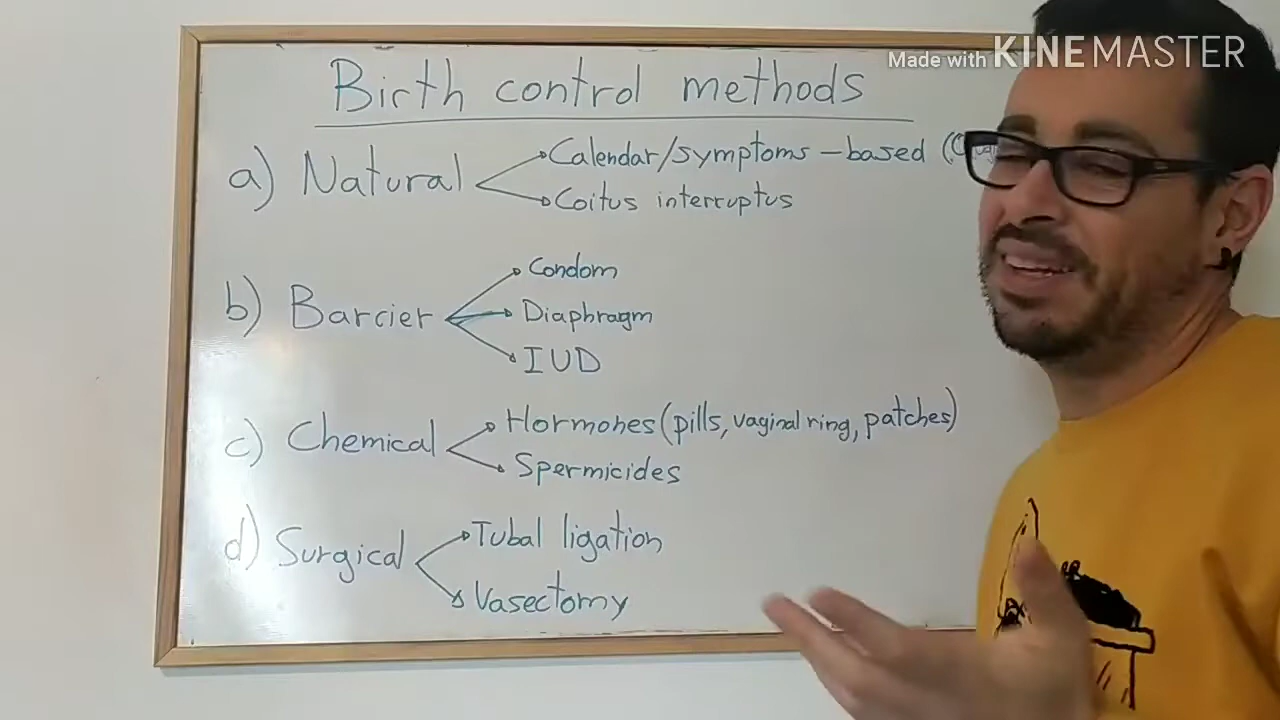 Made with KINEMASTER
Birth control methods
a) Natural
Calendar/symptoms-based
Coitus interruptus
b) Barrier
Condom
Diaphragm
IUD
c) Chemical
Hormones (pills, vaginal ring, patches)
Spermicides
d) Surgical
Tubal ligation
Vasectomy